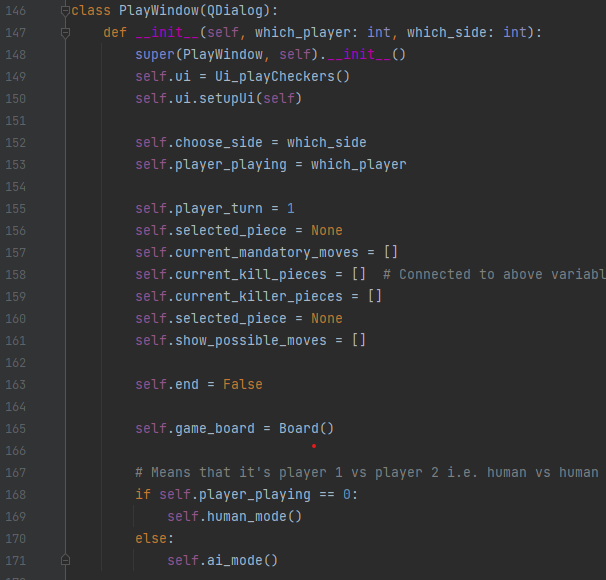 146 class PlayWindow(QDialog):
147 def __init__(self, which_player: int, which_side: int):
148 super(PlayWindow, self).__init__()
149 self.ui = Ui_playCheckers()
150 self.ui.setupUi(self)
151
152 self.choose_side = which_side
153 self.player_playing = which_player
154
155 self.player_turn = 1
156 self.selected_piece = None
157 self.current_mandatory_moves = []
158 self.current_kill_pieces = []  # Connected to above variabl
159 self.current_killer_pieces = []
160 self.selected_piece = None
161 self.show_possible_moves = []
162
163 self.end = False
164
165 self.game_board = Board()
166
167 # Means that it's player 1 vs player 2 i.e. human vs human
168 if self.player_playing == 0:
169 self.human_mode()
170 else:
171 self.ai_mode()